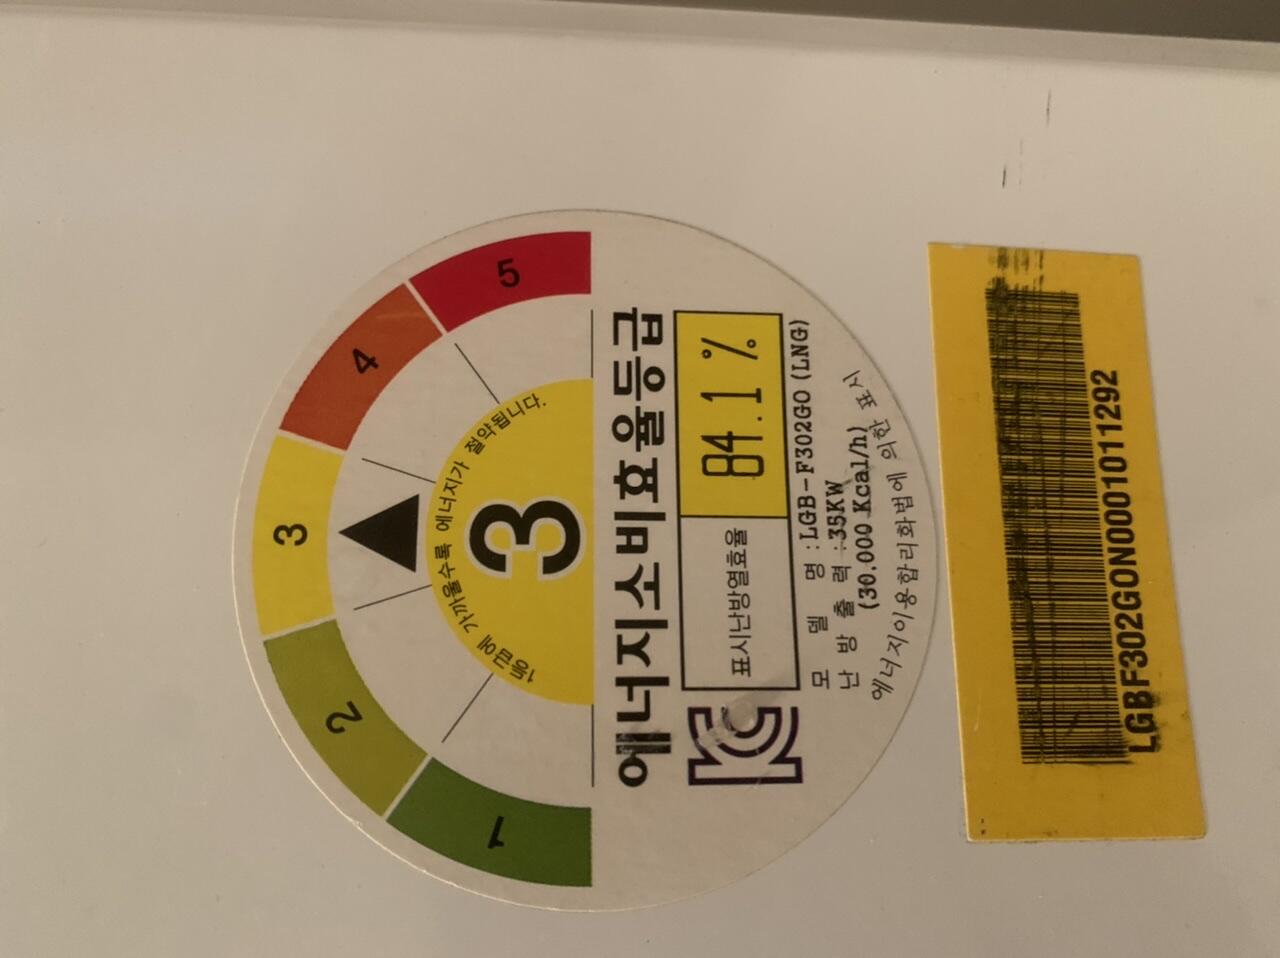 1
2
3
4
5
1등급에 가까울수록 에너지가 절약됩니다.
3
에너지소비효율등급
표시난방열효율
84.1 %
모 델 명 : LGB-F302GO (LNG)
난 방 출 력 : 35KW
(30.000 Kcal/h)
에너지이용합리화법에 의한 표시
LGBF302GON0001011292